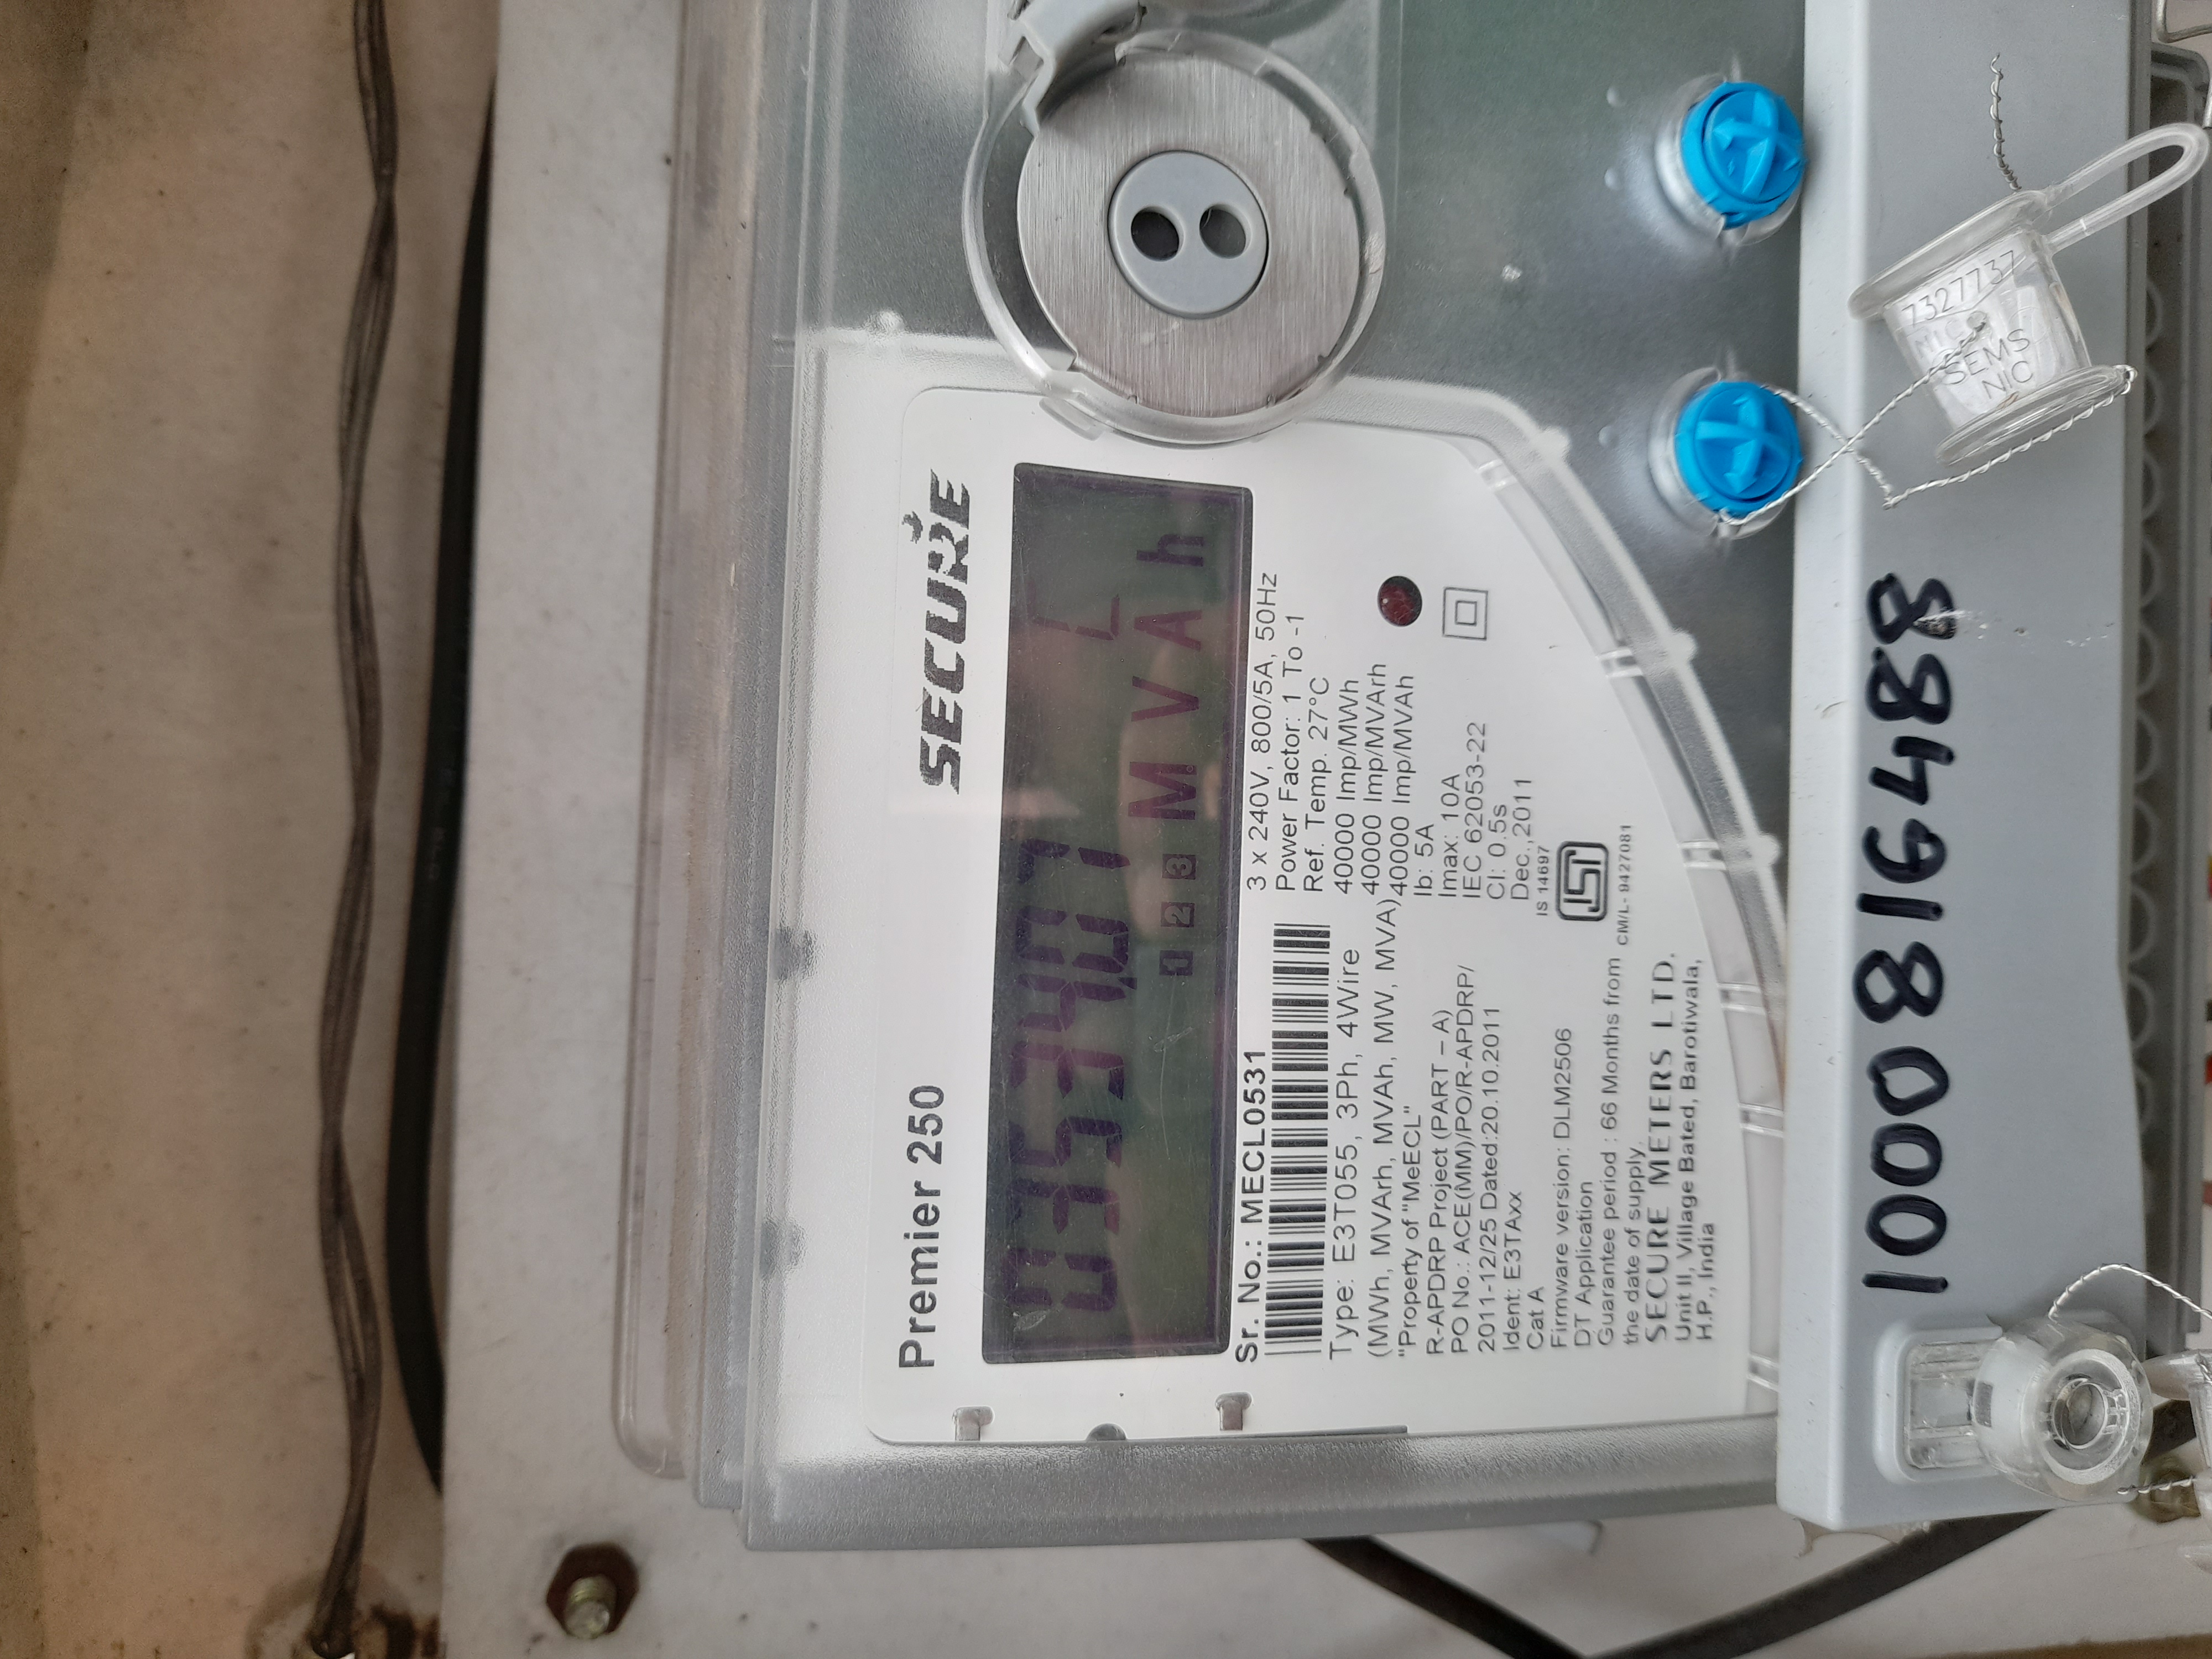 Premier 250 SECURE
L
1 2 3 MVAh
Sr. No.: MECL0531
Type: E3T055, 3Ph, 4Wire
(MWh, MVArh, MVAh, MW, MVA)
"Property of "MeECL"
R-APDRP Project (PART – A)
PO No.: ACE(MM)/PO/R-APDRP/
2011-12/25 Dated:20.10.2011
Ident: E3TAxx
Cat A
Firmware version: DLM2506
DT Application
Guarantee period : 66 Months from
the date of supply
SECURE METERS LTD.
Unit II, Village Bated, Barotiwala,
H.P., India
3 x 240V, 800/5A, 50Hz
Power Factor: 1 To -1
Ref. Temp. 27°C
40000 Imp/MWh
40000 Imp/MVArh
40000 Imp/MVAh
Ib: 5A
Imax: 10A
IEC 62053-22
Cl: 0.5s
Dec.,2011
IS 14697
CM/L- 9427081
1000816488
7327737
SEMS
NIC